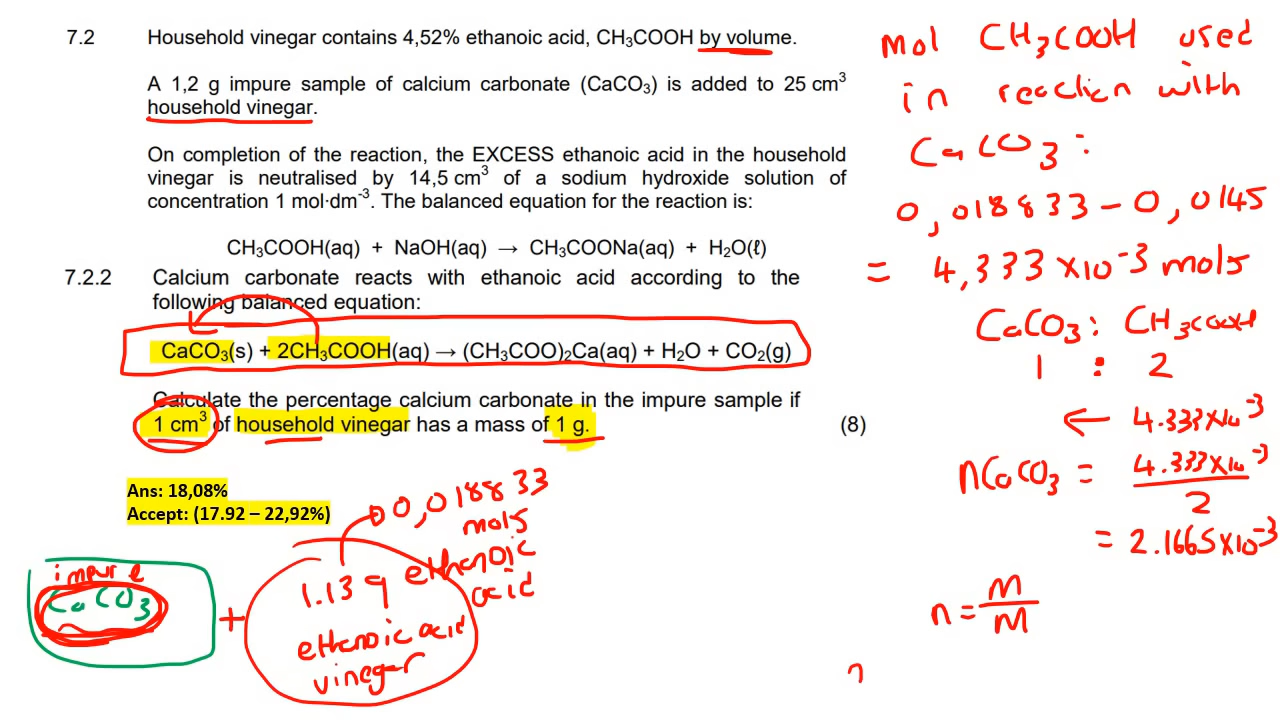 7.2 Household vinegar contains 4,52% ethanoic acid, CH₃COOH by volume.
A 1,2 g impure sample of calcium carbonate (CaCO₃) is added to 25 cm³
household vinegar.
On completion of the reaction, the EXCESS ethanoic acid in the household
vinegar is neutralised by 14,5 cm³ of a sodium hydroxide solution of
concentration 1 mol·dm⁻³. The balanced equation for the reaction is:
CH₃COOH(aq) + NaOH(aq) → CH₃COONa(aq) + H₂O(ℓ)
7.2.2 Calcium carbonate reacts with ethanoic acid according to the
following balanced equation:
CaCO₃(s) + 2CH₃COOH(aq) → (CH₃COO)₂Ca(aq) + H₂O + CO₂(g)
Calculate the percentage calcium carbonate in the impure sample if
1 cm³ of household vinegar has a mass of 1 g. (8)
Ans: 18,08%
Accept: (17.92 – 22,92%)
impure
CaCO₃
+
1.13g
ethanoic acid
vinegar
0,018833
mols
ethanoic
acid
mol CH₃COOH used
in reaction with
CaCO₃:
0,018833 – 0,0145
= 4,333 x10⁻³ mols
CaCO₃ : CH₃COOH
1 : 2
← 4.333x10⁻³
nCaCO₃ = 4.333x10⁻³
2
= 2.1665x10⁻³
n = m
M